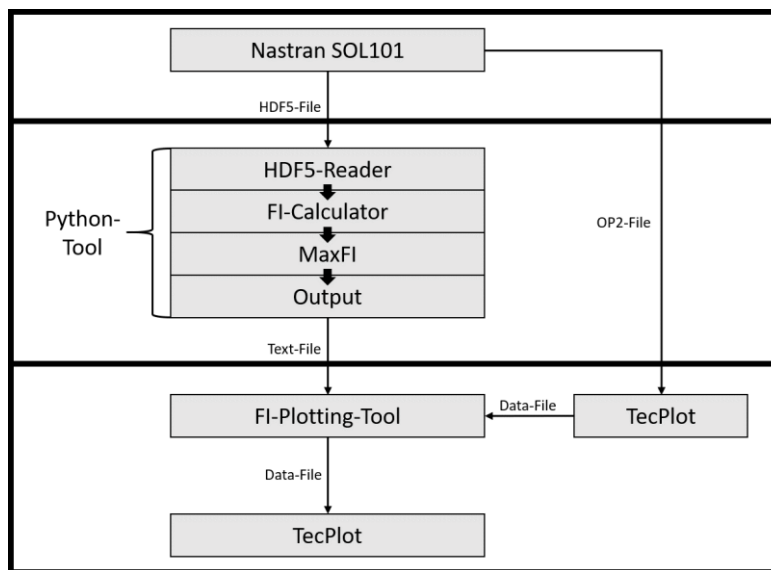 Nastran SOL101
HDF5-File
HDF5-Reader
FI-Calculator
Python-
Tool
MaxFI
OP2-File
Output
Text-File
FI-Plotting-Tool
Data-File
TecPlot
Data-File
TecPlot